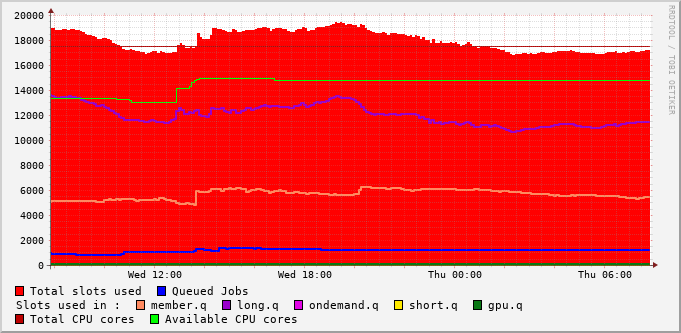 20000
18000
16000
14000
12000
10000
8000
6000
4000
2000
0
Wed 12:00 Wed 18:00 Thu 00:00 Thu 06:00
RRDTOOL / TOBI OETIKER
Total slots used Queued Jobs
Slots used in : member.q long.q ondemand.q short.q gpu.q
Total CPU cores Available CPU cores